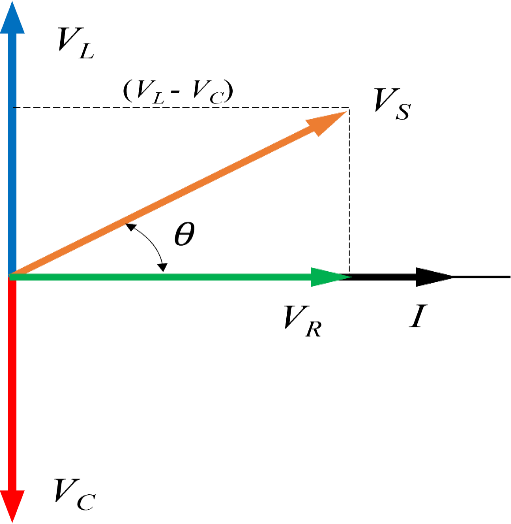 V_L
(V_L - V_C)
V_S
θ
V_R
I
V_C